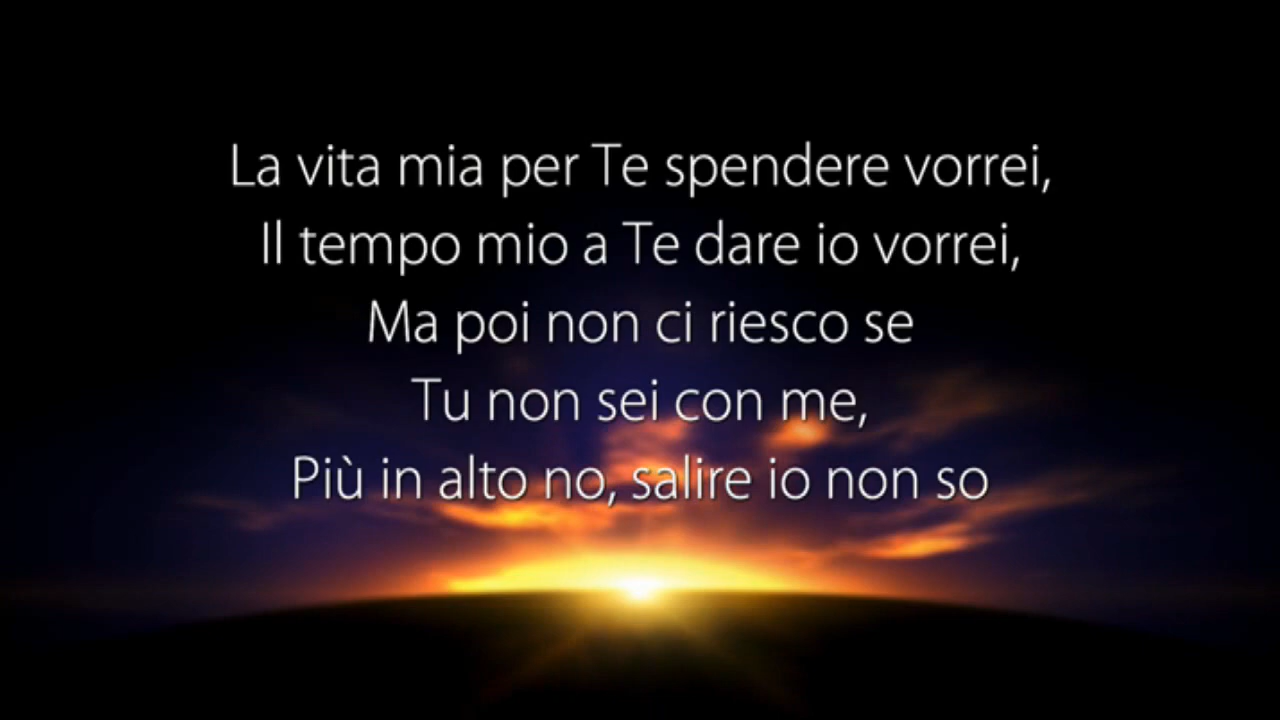 La vita mia per Te spendere vorrei,
Il tempo mio a Te dare io vorrei,
Ma poi non ci riesco se
Tu non sei con me,
Più in alto no, salire io non so